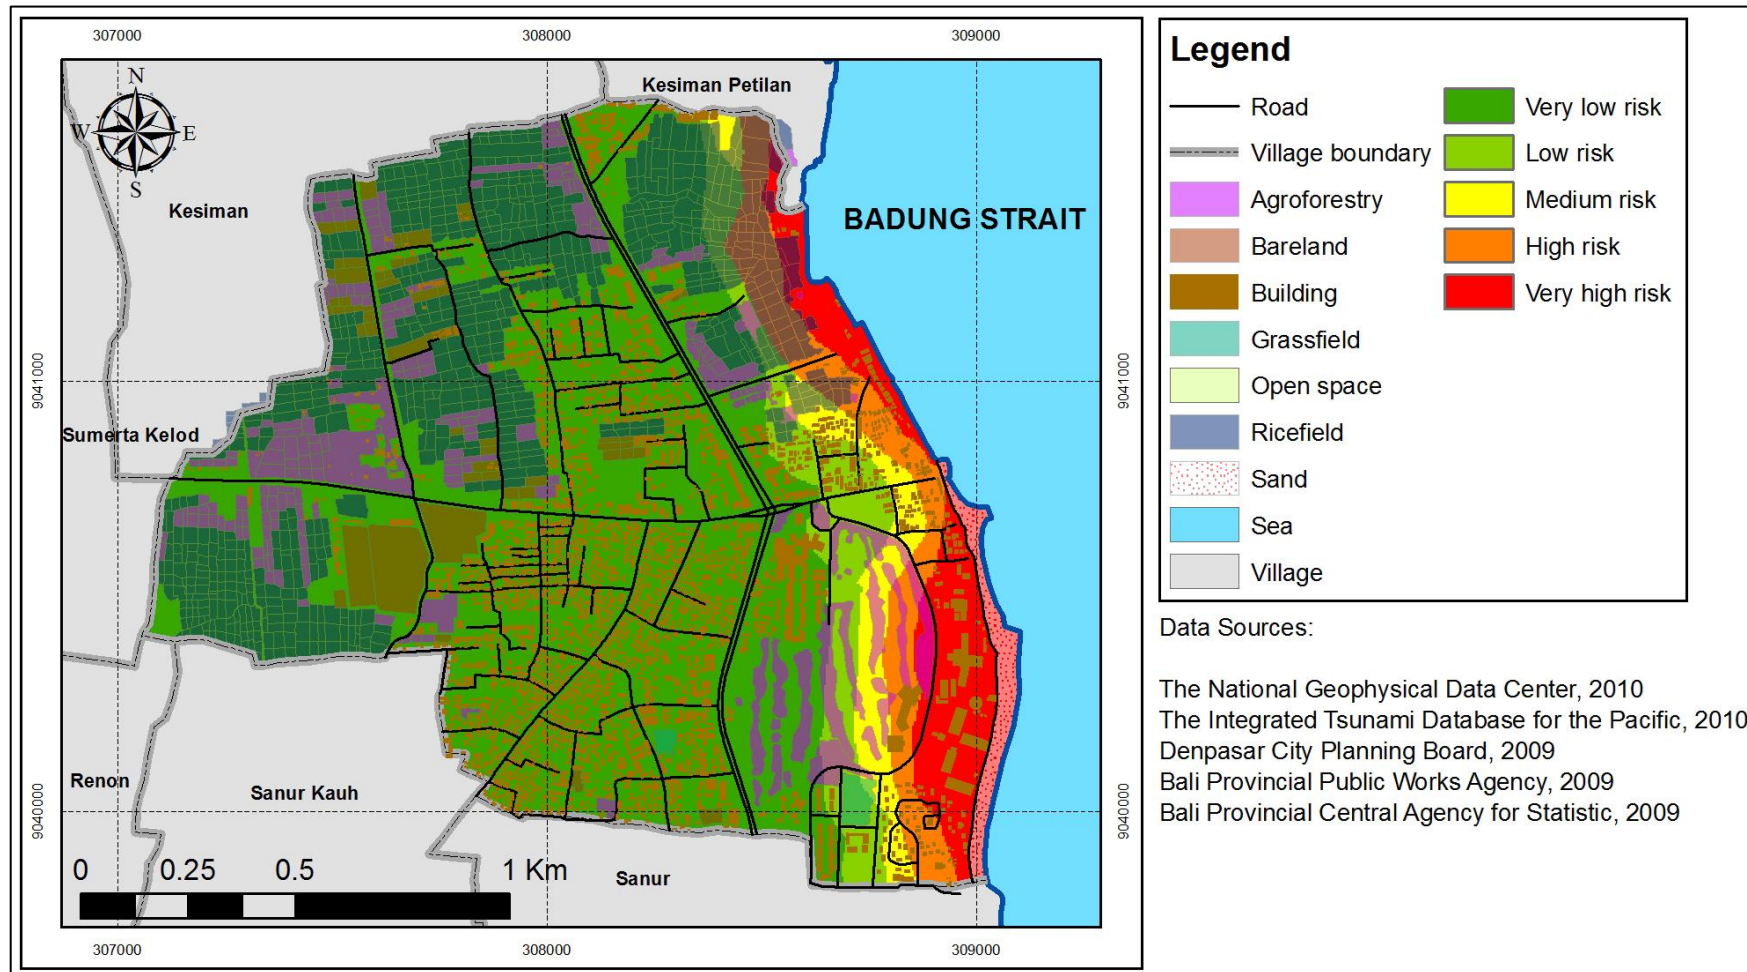 307000
308000
309000
N
W
E
S
Kesiman Petilan
Kesiman
BADUNG STRAIT
9041000
9041000
Sumerta Kelod
Renon
Sanur Kauh
9040000
9040000
Sanur
0
0.25
0.5
1 Km
307000
308000
309000
Legend
Road
Village boundary
Agroforestry
Bareland
Building
Grassfield
Open space
Ricefield
Sand
Sea
Village
Very low risk
Low risk
Medium risk
High risk
Very high risk
Data Sources:
The National Geophysical Data Center, 2010
The Integrated Tsunami Database for the Pacific, 2010
Denpasar City Planning Board, 2009
Bali Provincial Public Works Agency, 2009
Bali Provincial Central Agency for Statistic, 2009